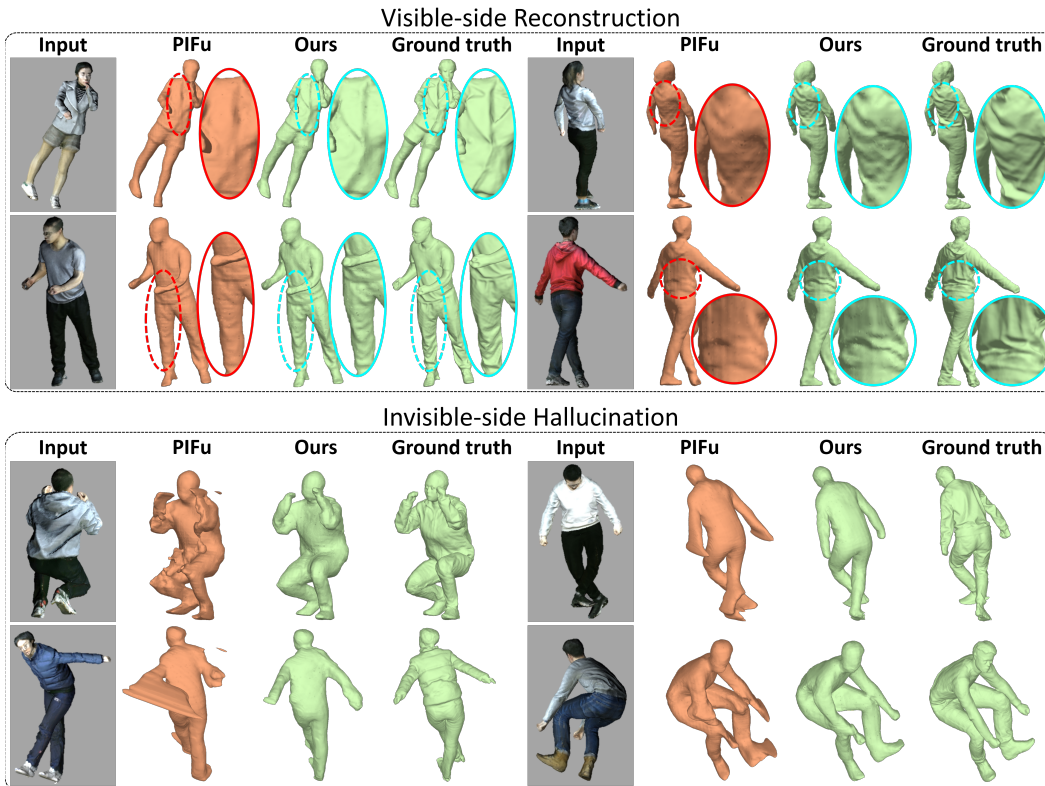 Visible-side Reconstruction
Input PIFu Ours Ground truth Input PIFu Ours Ground truth
Invisible-side Hallucination
Input PIFu Ours Ground truth Input PIFu Ours Ground truth